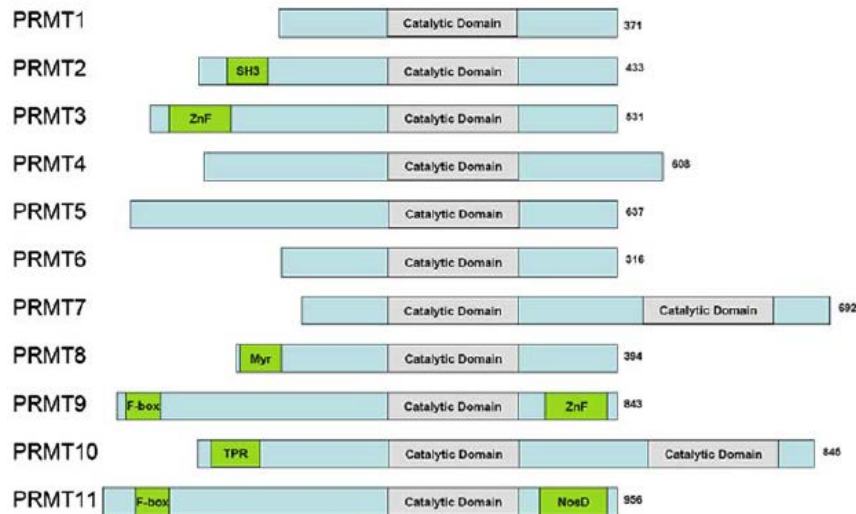 PRMT1 Catalytic Domain 371
PRMT2 SH3 Catalytic Domain 433
PRMT3 ZnF Catalytic Domain 531
PRMT4 Catalytic Domain 608
PRMT5 Catalytic Domain 637
PRMT6 Catalytic Domain 316
PRMT7 Catalytic Domain Catalytic Domain 692
PRMT8 Myr Catalytic Domain 394
PRMT9 F-box Catalytic Domain ZnF 843
PRMT10 TPR Catalytic Domain Catalytic Domain 845
PRMT11 F-box Catalytic Domain NosD 956